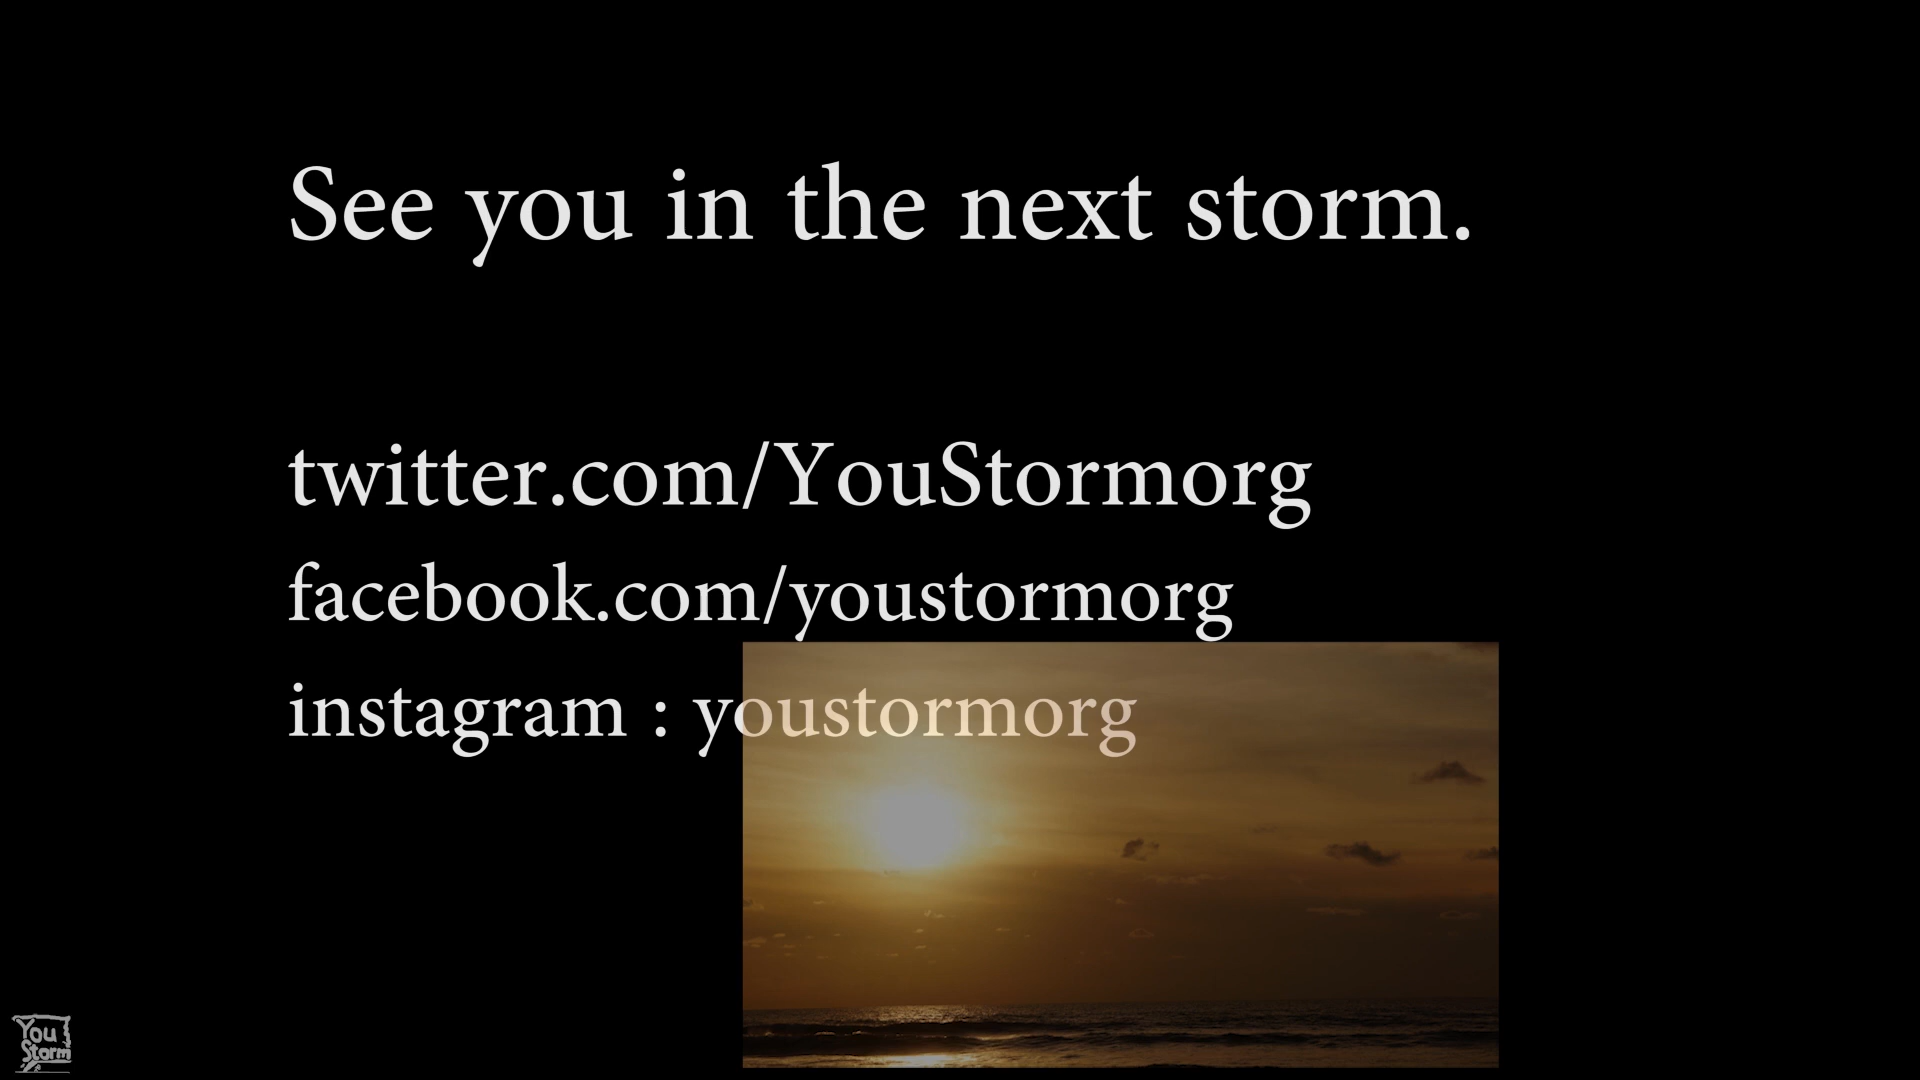 See you in the next storm.
twitter.com/YouStormorg
facebook.com/youstormorg
instagram : youstormorg
You
Storm